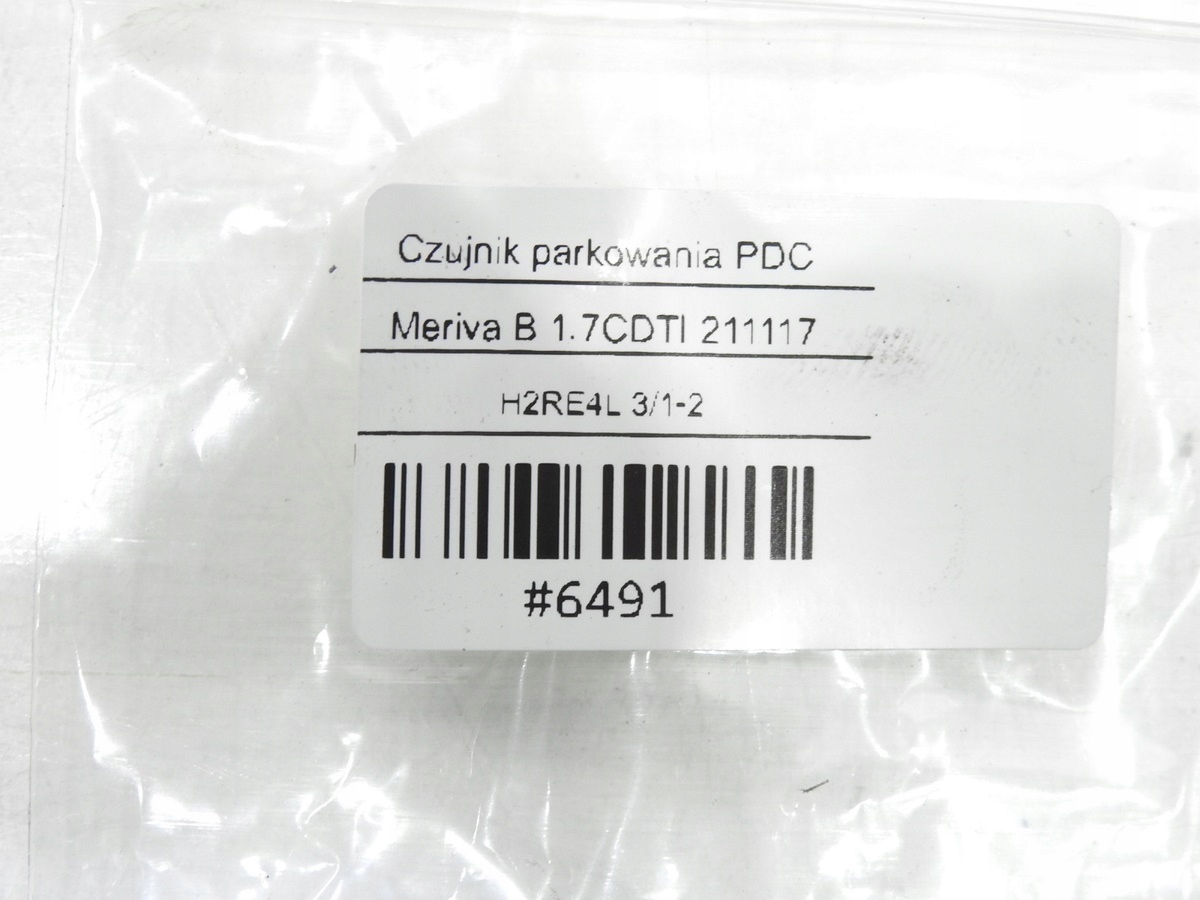 Czujnik parkowania PDC
Meriva B 1.7CDTI 211117
H2RE4L 3/1-2
#6491